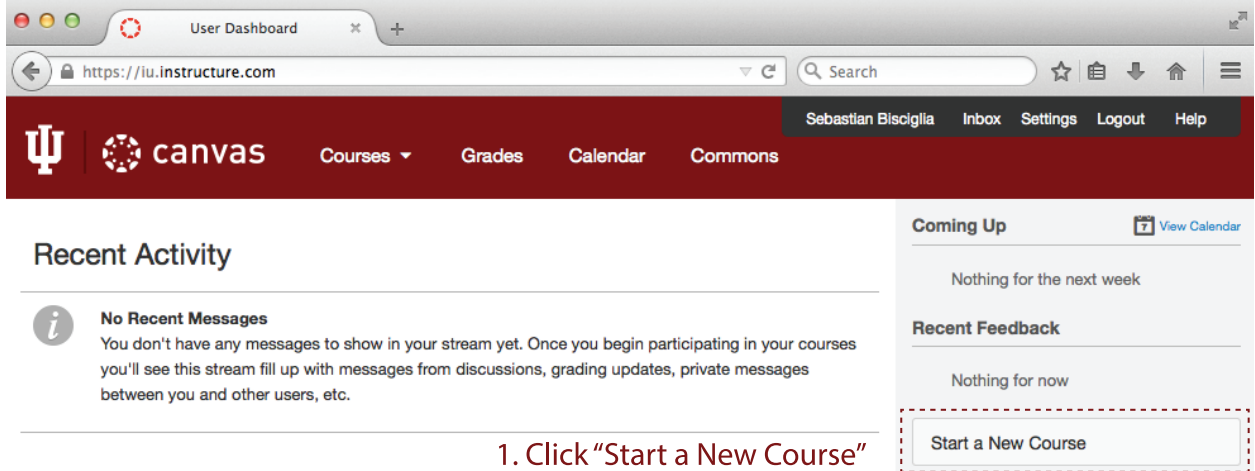 User Dashboard
https://iu.instructure.com
Search
Sebastian Bisciglia Inbox Settings Logout Help
canvas Courses Grades Calendar Commons
Coming Up 7 View Calendar
Recent Activity
Nothing for the next week
No Recent Messages
You don't have any messages to show in your stream yet. Once you begin participating in your courses
you'll see this stream fill up with messages from discussions, grading updates, private messages
between you and other users, etc.
Recent Feedback
Nothing for now
Start a New Course
1. Click "Start a New Course"